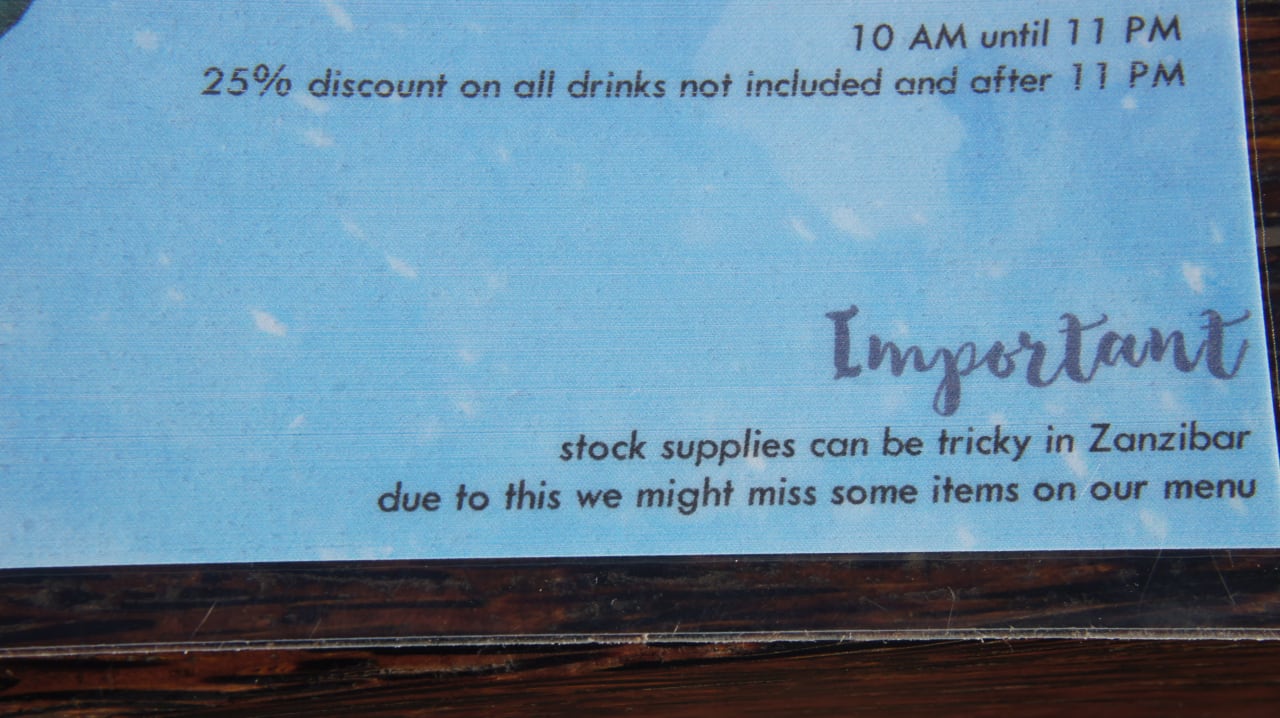 10 AM until 11 PM
25% discount on all drinks not included and after 11 PM
Important
stock supplies can be tricky in Zanzibar
due to this we might miss some items on our menu